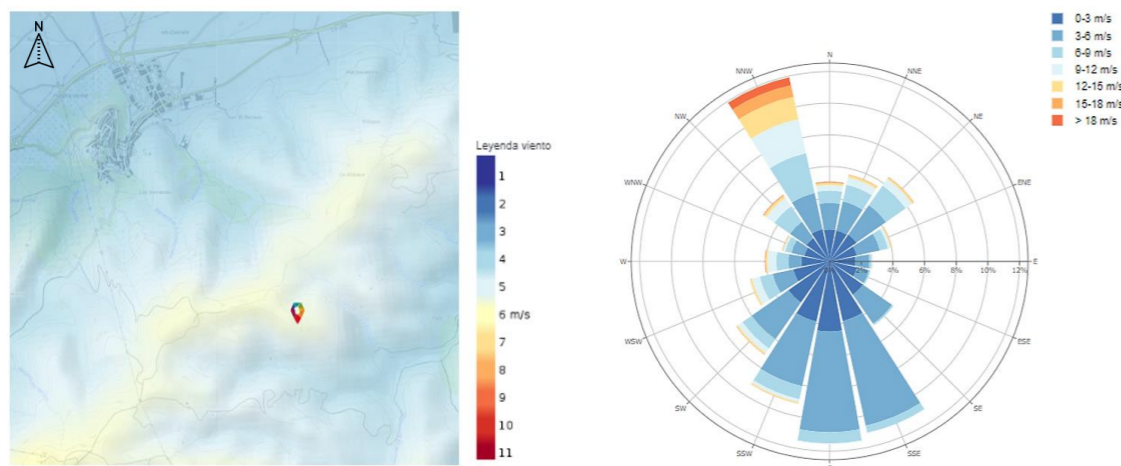 N
Leyenda viento
1
2
3
4
5
6 m/s
7
8
9
10
11
0-3 m/s
3-6 m/s
6-9 m/s
9-12 m/s
12-15 m/s
15-18 m/s
> 18 m/s
N
NNW
NNE
NW
NE
WNW
ENE
W
2%
4%
6%
8%
10%
12%
E
WSW
ESE
SW
SE
SSW
SSE